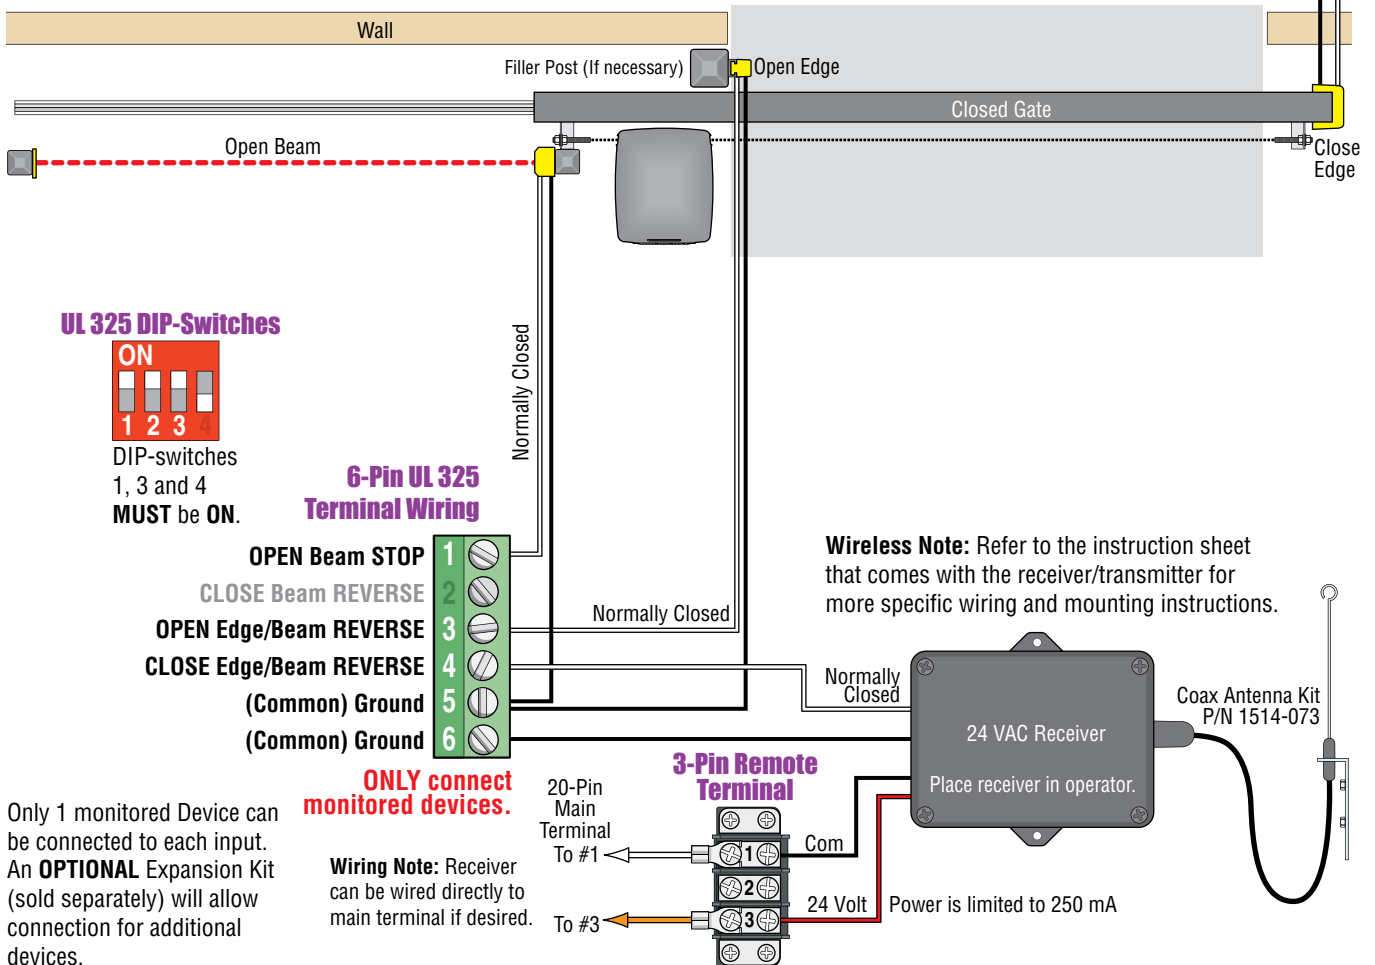 Wall
Filler Post (If necessary)
Open Edge
Closed Gate
Open Beam
Close
Edge
UL 325 DIP-Switches
ON
1 2 3 4
DIP-switches
1, 3 and 4
MUST be ON.
Normally Closed
6-Pin UL 325
Terminal Wiring
OPEN Beam STOP 1
CLOSE Beam REVERSE 2
OPEN Edge/Beam REVERSE 3
CLOSE Edge/Beam REVERSE 4
(Common) Ground 5
(Common) Ground 6
Normally Closed
Normally
Closed
ONLY connect
monitored devices.
Wireless Note: Refer to the instruction sheet
that comes with the receiver/transmitter for
more specific wiring and mounting instructions.
24 VAC Receiver
Place receiver in operator.
Coax Antenna Kit
P/N 1514-073
Only 1 monitored Device can
be connected to each input.
An OPTIONAL Expansion Kit
(sold separately) will allow
connection for additional
devices.
Wiring Note: Receiver
can be wired directly to
main terminal if desired.
3-Pin Remote
Terminal
20-Pin
Main
Terminal
To #1
1
Com
2
To #3
3
24 Volt
Power is limited to 250 mA